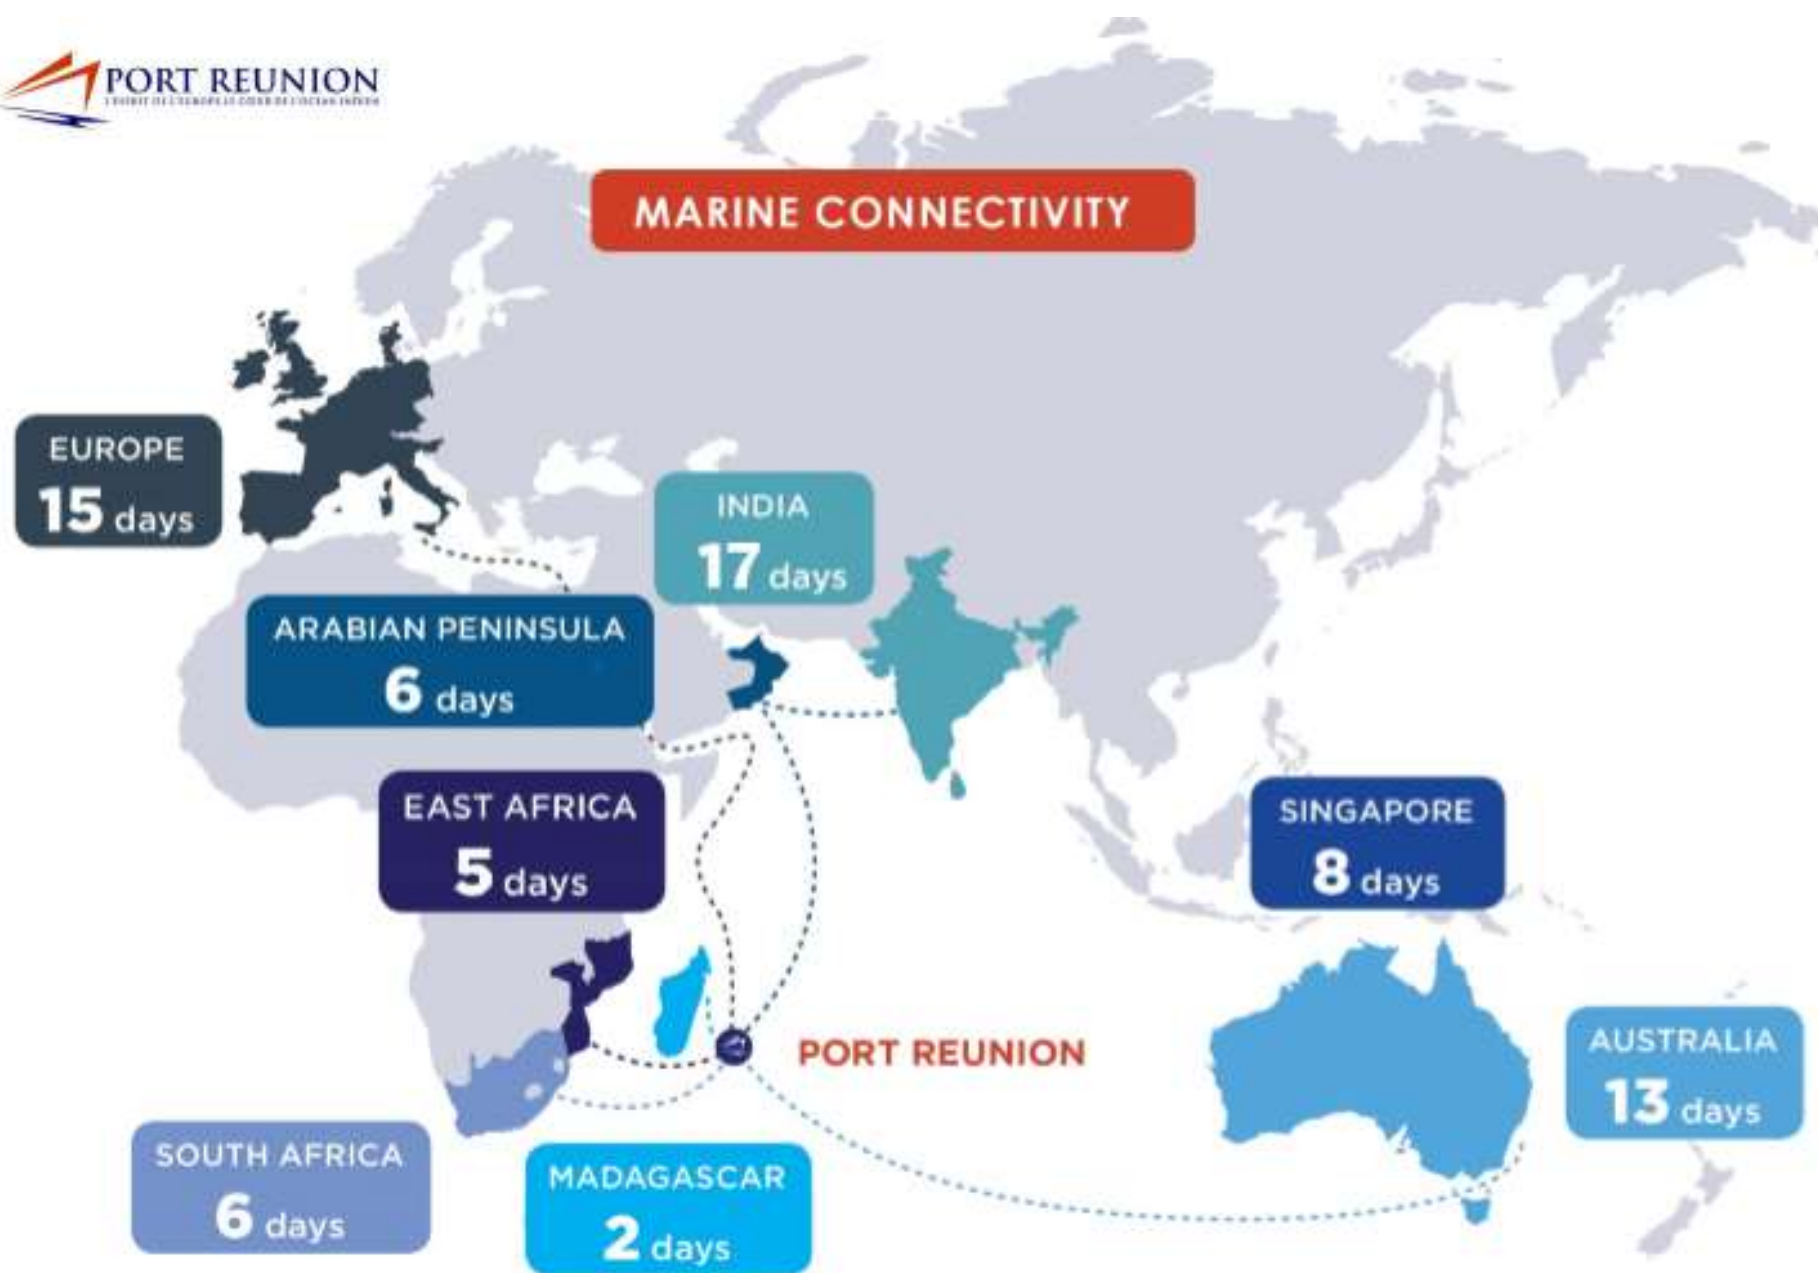 PORT REUNION
MARINE CONNECTIVITY
EUROPE
15 days
INDIA
17 days
ARABIAN PENINSULA
6 days
EAST AFRICA
5 days
SINGAPORE
8 days
PORT REUNION
AUSTRALIA
13 days
SOUTH AFRICA
6 days
MADAGASCAR
2 days